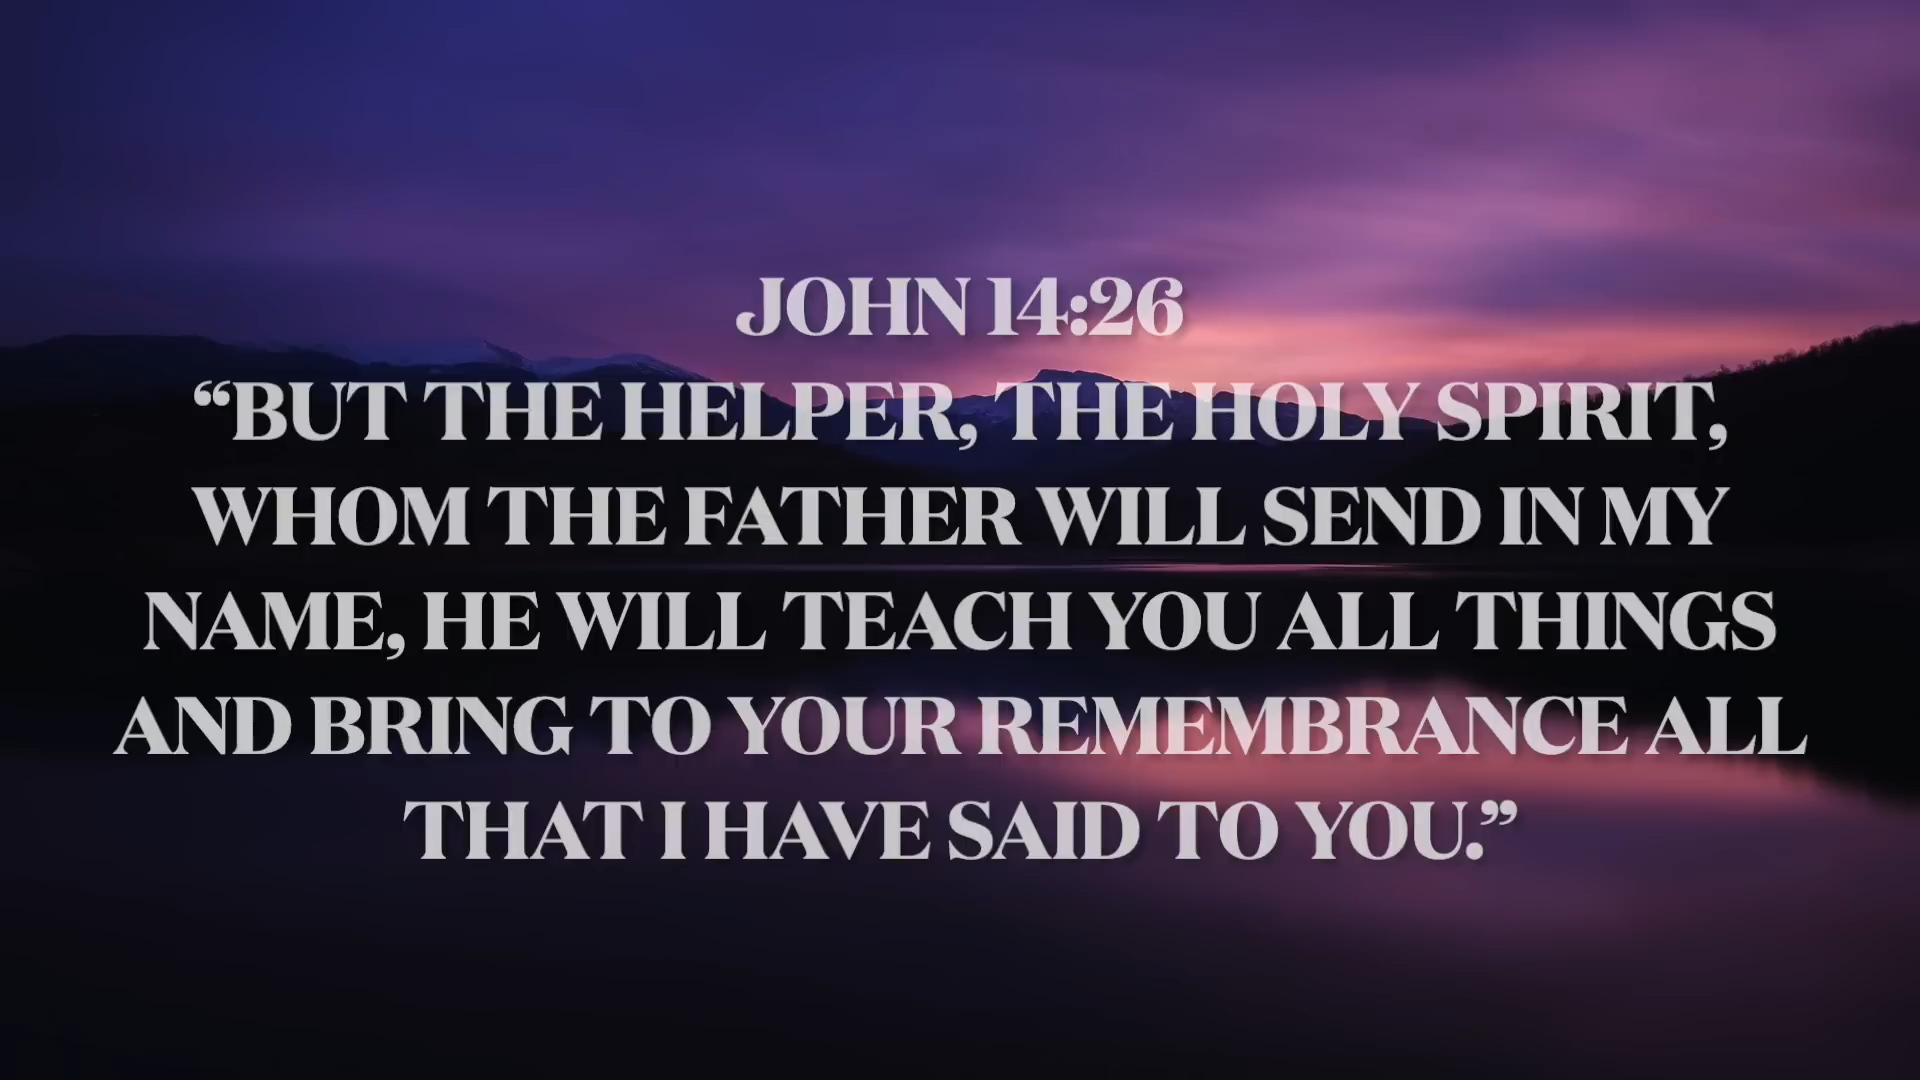 JOHN 14:26
“BUT THE HELPER, THE HOLY SPIRIT,
WHOM THE FATHER WILL SEND IN MY
NAME, HE WILL TEACH YOU ALL THINGS
AND BRING TO YOUR REMEMBRANCE ALL
THAT I HAVE SAID TO YOU.”